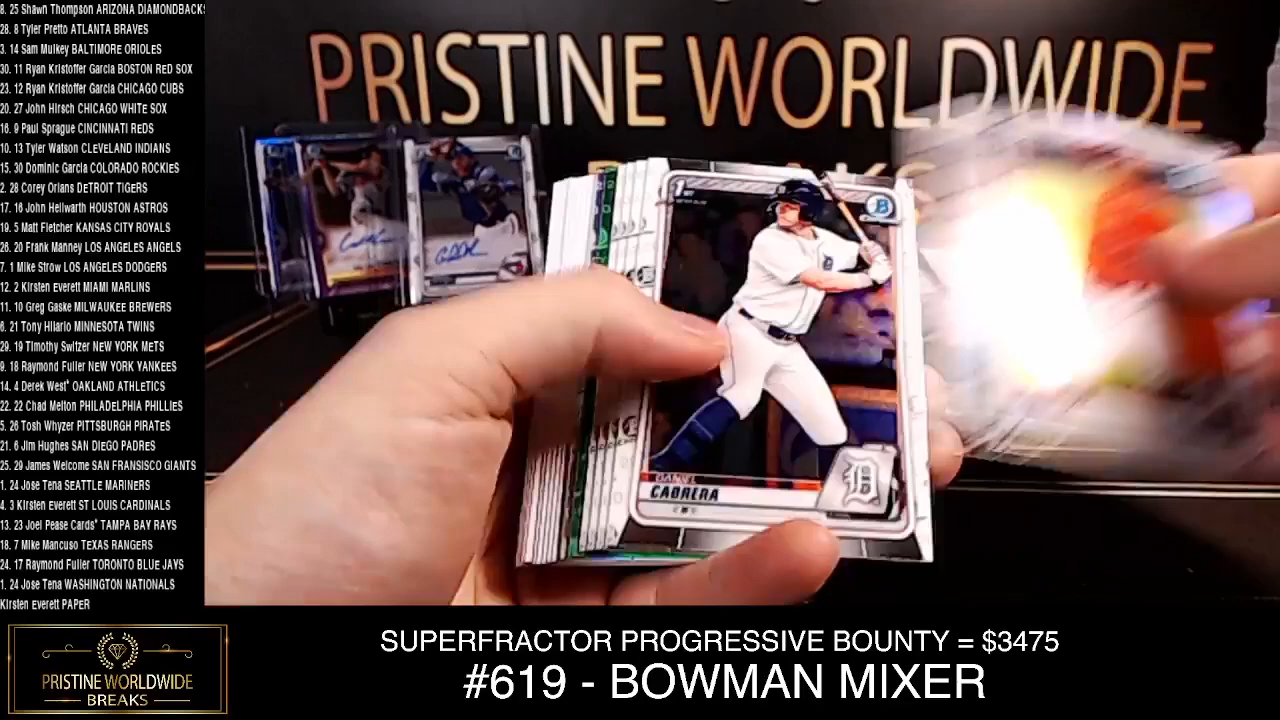 8. 25 Shawn Thompson ARIZONA DIAMONDBACKS
28. 8 Tyler Pretto ATLANTA BRAVES
3. 14 Sam Mulkey BALTIMORE ORIOLES
30. 11 Ryan Kristoffer Garcia BOSTON RED SOX
23. 12 Ryan Kristoffer Garcia CHICAGO CUBS
20. 27 John Hirsch CHICAGO WHITE SOX
16. 9 Paul Sprague CINCINNATI REDS
10. 13 Tyler Watson CLEVELAND INDIANS
15. 30 Dominic Garcia COLORADO ROCKIES
2. 28 Corey Orians DETROIT TIGERS
17. 16 John Hellwarth HOUSTON ASTROS
19. 5 Matt Fletcher KANSAS CITY ROYALS
26. 20 Frank Manney LOS ANGELES ANGELS
7. 1 Mike Strow LOS ANGELES DODGERS
12. 2 Kirsten Everett MIAMI MARLINS
11. 10 Greg Gaske MILWAUKEE BREWERS
6. 21 Tony Hilario MINNESOTA TWINS
29. 19 Timothy Switzer NEW YORK METS
9. 18 Raymond Fuller NEW YORK YANKEES
14. 4 Derek West* OAKLAND ATHLETICS
22. 22 Chad Melton PHILADELPHIA PHILLIES
5. 26 Tosh Whyzer PITTSBURGH PIRATES
21. 6 Jim Hughes SAN DIEGO PADRES
25. 29 James Welcome SAN FRANSISCO GIANTS
1. 24 Jose Tena SEATTLE MARINERS
4. 3 Kirsten Everett ST LOUIS CARDINALS
13. 23 Joel Pease Cards* TAMPA BAY RAYS
18. 7 Mike Mancuso TEXAS RANGERS
24. 17 Raymond Fuller TORONTO BLUE JAYS
1. 24 Jose Tena WASHINGTON NATIONALS
Kirsten Everett PAPER
PRISTINE WORLDWIDE
1st
B
D
DANIEL
CABRERA
D
PRISTINE WORLDWIDE
BREAKS
SUPERFRACTOR PROGRESSIVE BOUNTY = $3475
#619 - BOWMAN MIXER